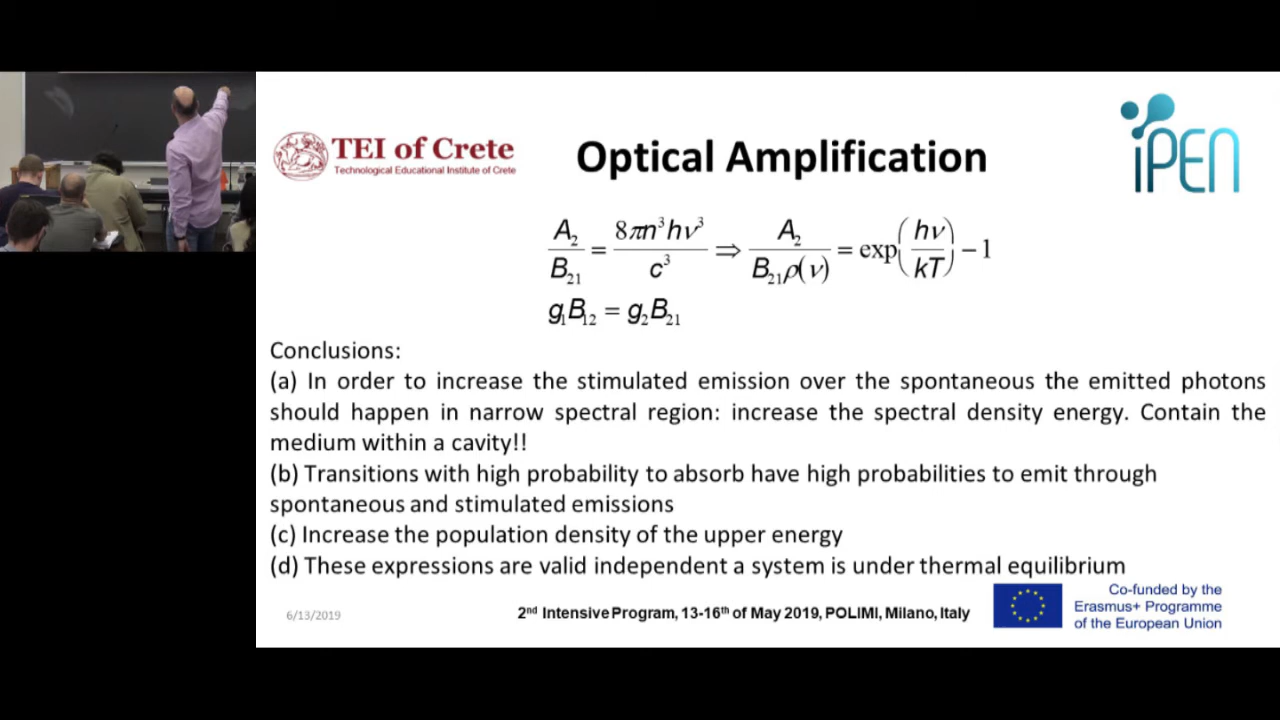 TEI of Crete
Technological Educational Institute of Crete
Optical Amplification
iPEN
A₂/B₂₁ = 8πn³hν³/c³ ⇒ A₂/B₂₁ρ(ν) = exp(hν/kT) − 1
g₁B₁₂ = g₂B₂₁
Conclusions:
(a) In order to increase the stimulated emission over the spontaneous the emitted photons
should happen in narrow spectral region: increase the spectral density energy. Contain the
medium within a cavity!!
(b) Transitions with high probability to absorb have high probabilities to emit through
spontaneous and stimulated emissions
(c) Increase the population density of the upper energy
(d) These expressions are valid independent a system is under thermal equilibrium
6/13/2019
2nd Intensive Program, 13-16th of May 2019, POLIMI, Milano, Italy
Co-funded by the
Erasmus+ Programme
of the European Union